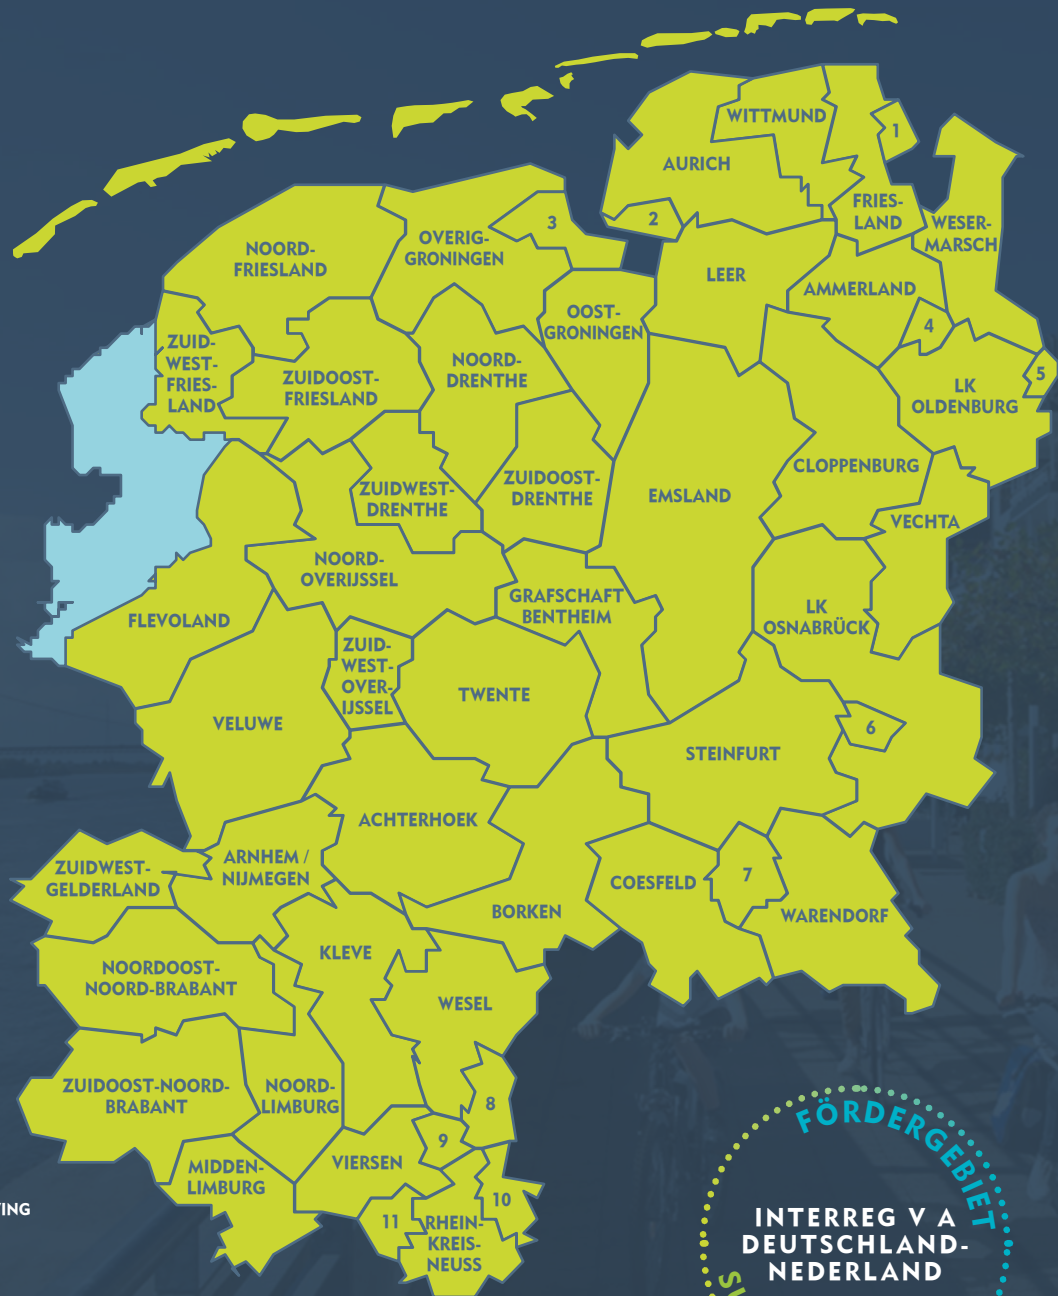 WITTMUND
1
AURICH
FRIES-
LAND
2
WESER-
MARSCH
3
OVERIG-
GRONINGEN
NOORD-
FRIESLAND
LEER
AMMERLAND
OOST-
GRONINGEN
4
ZUID-
WEST-
FRIES-
LAND
ZUIDOOST-
FRIESLAND
NOORD-
DRENTHE
5
LK
OLDENBURG
CLOPPENBURG
ZUIDWEST-
DRENTHE
ZUIDOOST-
DRENTHE
EMSLAND
VECHTA
NOORD-
OVERIJSSEL
GRAFSCHAFT
BENTHEIM
LK
OSNABRÜCK
FLEVOLAND
ZUID-
WEST-
OVER-
IJSSEL
TWENTE
VELUWE
6
STEINFURT
ACHTERHOEK
ARNHEM /
NIJMEGEN
ZUIDWEST-
GELDERLAND
COESFELD
7
BORKEN
WARENDORF
KLEVE
NOORDOOST-
NOORD-BRABANT
WESEL
ZUIDOOST-NOORD-
BRABANT
NOORD-
LIMBURG
8
9
VIERSEN
MIDDEN-
LIMBURG
10
11
RHEIN-
KREIS-
NEUSS
FÖRDERGEBIET
INTERREG V A
DEUTSCHLAND-
NEDERLAND